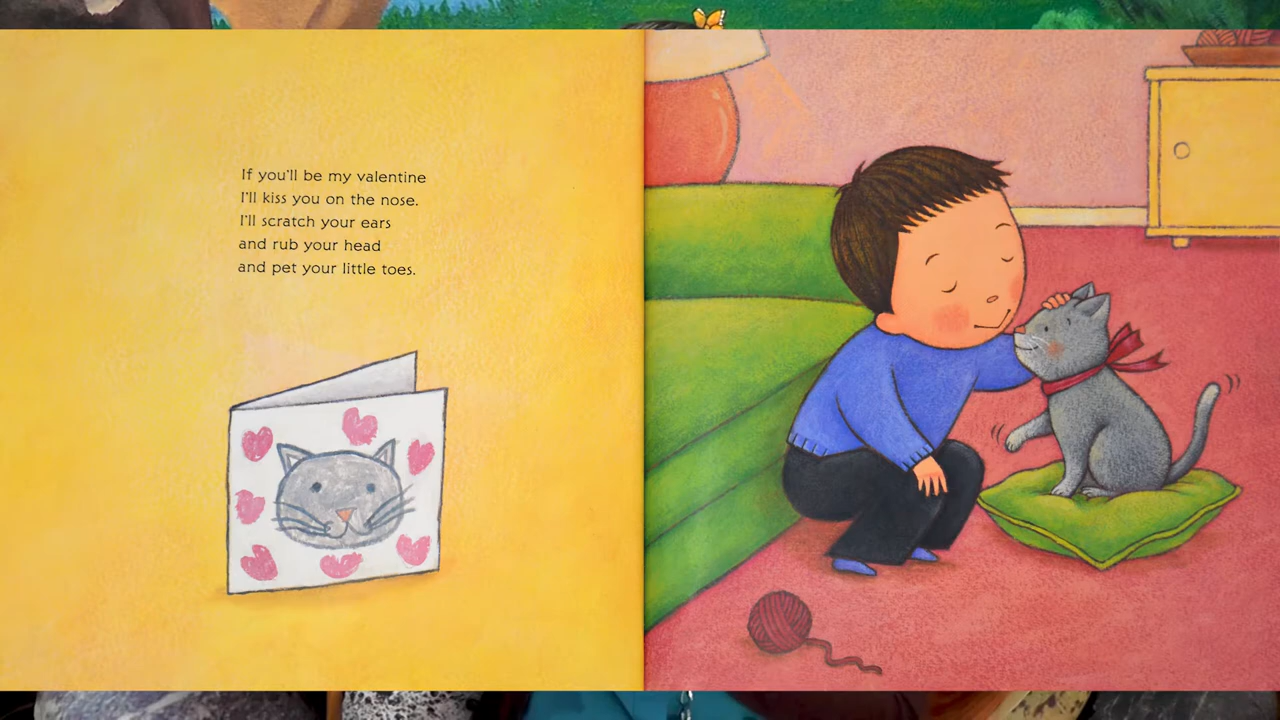 If you'll be my valentine
I'll kiss you on the nose.
I'll scratch your ears
and rub your head
and pet your little toes.